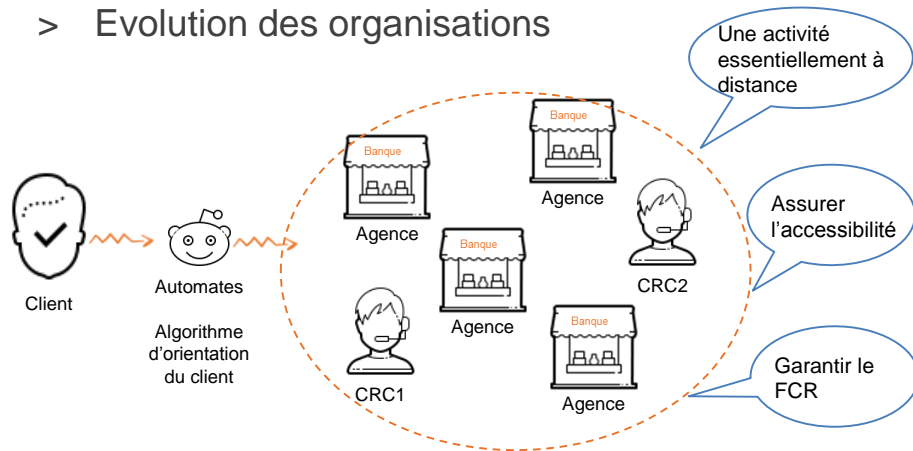 > Evolution des organisations
Une activité
essentiellement à
distance
Banque
Agence
Banque
Agence
Client
Automates
Algorithme
d'orientation
du client
Banque
Agence
CRC2
Assurer
l'accessibilité
CRC1
Banque
Agence
Garantir le
FCR